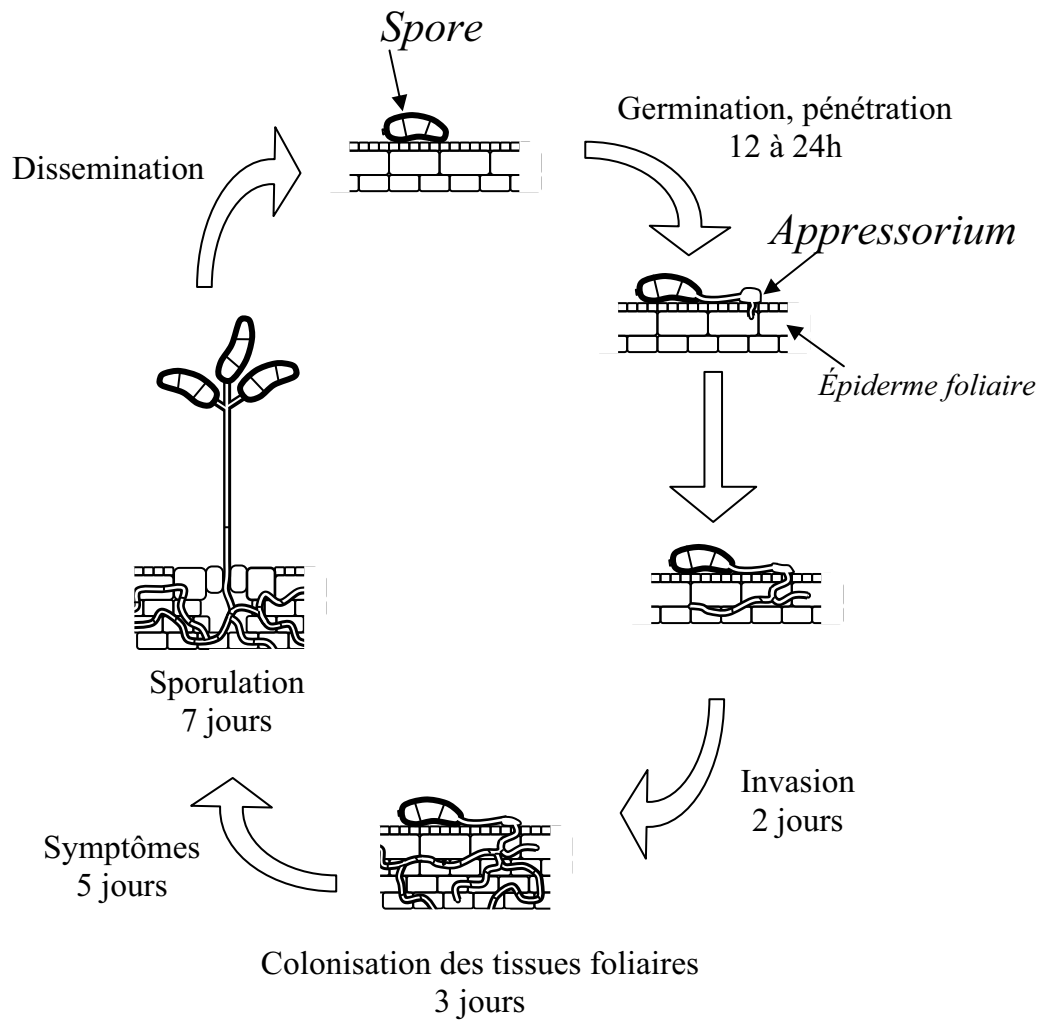 Spore
Germination, pénétration
12 à 24h
Dissemination
Appressorium
Épiderme foliaire
Sporulation
7 jours
Invasion
2 jours
Symptômes
5 jours
Colonisation des tissues foliaires
3 jours